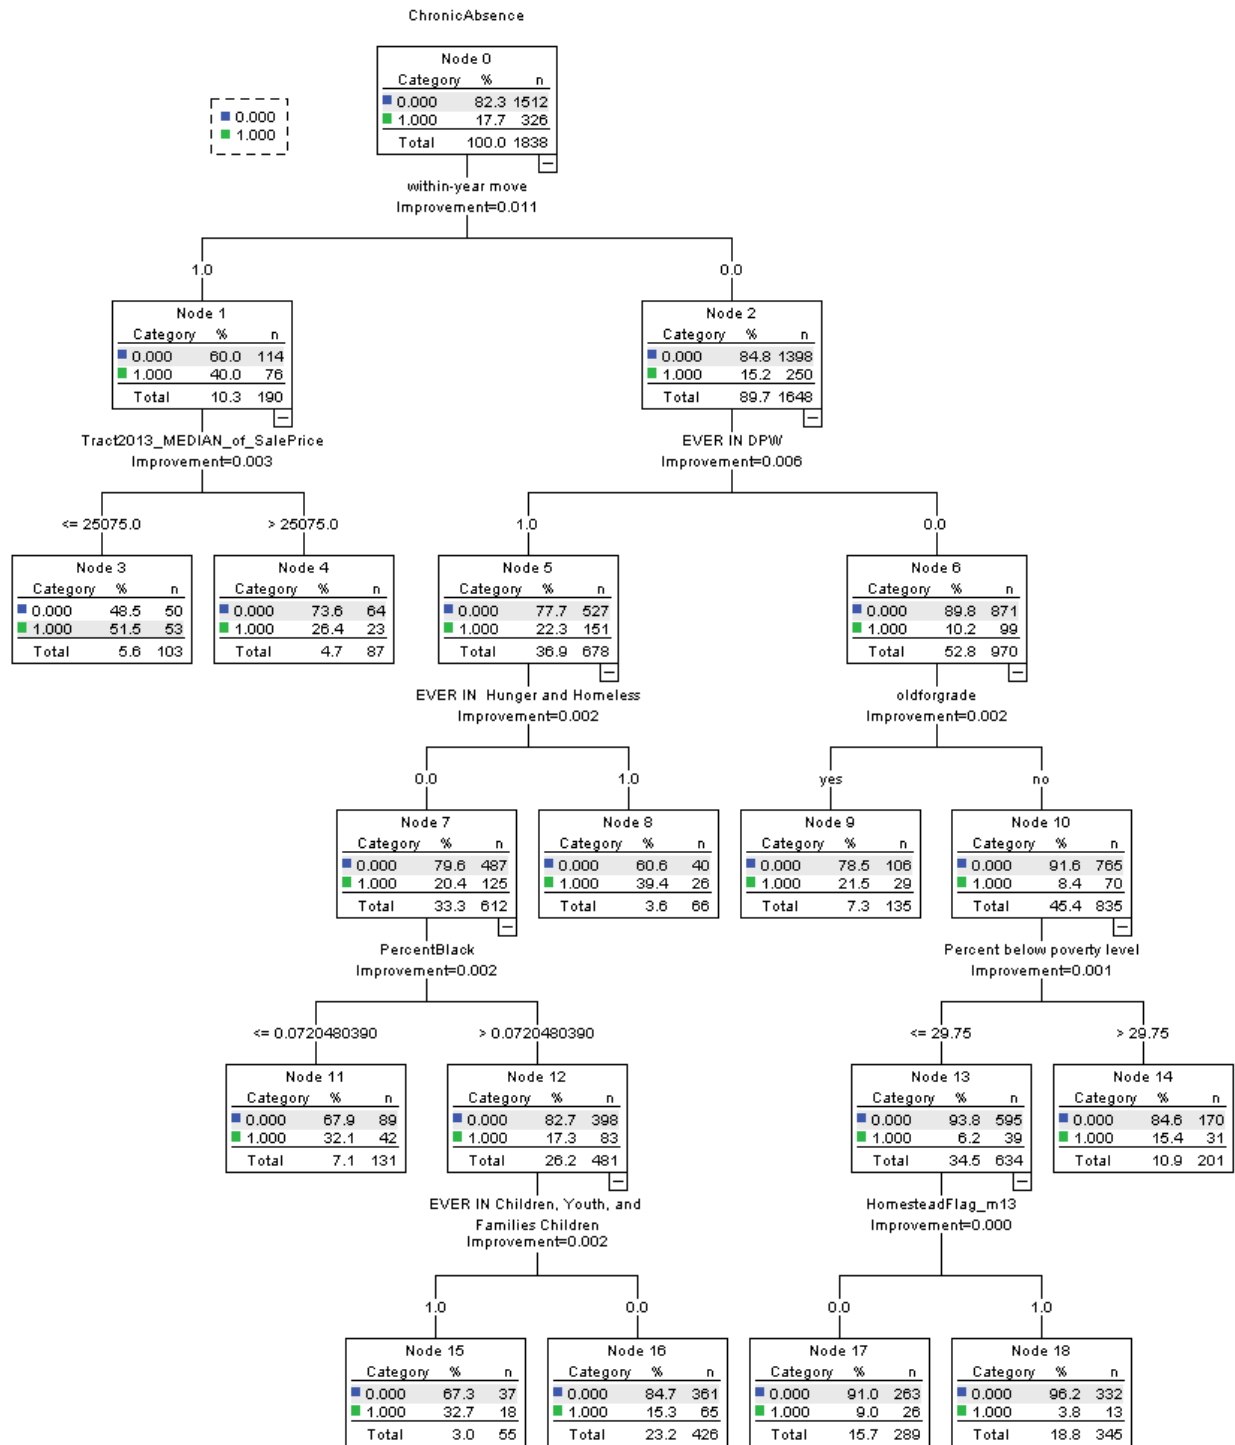 ChronicAbsence
0.000
1.000
Node 0
Category % n
0.000 82.3 1512
1.000 17.7 326
Total 100.0 1838
within-year move
Improvement=0.011
1.0 0.0
Node 1
Category % n
0.000 60.0 114
1.000 40.0 76
Total 10.3 190
Node 2
Category % n
0.000 84.8 1398
1.000 15.2 250
Total 89.7 1648
Tract2013_MEDIAN_of_SalePrice
Improvement=0.003
EVER IN DPW
Improvement=0.006
<= 25075.0 > 25075.0 1.0 0.0
Node 3
Category % n
0.000 48.5 50
1.000 51.5 53
Total 5.6 103
Node 4
Category % n
0.000 73.6 64
1.000 26.4 23
Total 4.7 87
Node 5
Category % n
0.000 77.7 527
1.000 22.3 151
Total 36.9 678
Node 6
Category % n
0.000 89.8 871
1.000 10.2 99
Total 52.8 970
EVER IN Hunger and Homeless
Improvement=0.002
oldforgrade
Improvement=0.002
0.0 1.0 yes no
Node 7
Category % n
0.000 79.6 487
1.000 20.4 125
Total 33.3 612
Node 8
Category % n
0.000 60.6 40
1.000 39.4 26
Total 3.6 66
Node 9
Category % n
0.000 78.5 106
1.000 21.5 29
Total 7.3 135
Node 10
Category % n
0.000 91.6 765
1.000 8.4 70
Total 45.4 835
PercentBlack
Improvement=0.002
Percent below poverty level
Improvement=0.001
<= 0.0720480390 > 0.0720480390 <= 29.75 > 29.75
Node 11
Category % n
0.000 67.9 89
1.000 32.1 42
Total 7.1 131
Node 12
Category % n
0.000 82.7 398
1.000 17.3 83
Total 26.2 481
Node 13
Category % n
0.000 93.8 595
1.000 6.2 39
Total 34.5 634
Node 14
Category % n
0.000 84.6 170
1.000 15.4 31
Total 10.9 201
EVER IN Children, Youth, and
Families Children
Improvement=0.002
HomesteadFlag_m13
Improvement=0.000
1.0 0.0 0.0 1.0
Node 15
Category % n
0.000 67.3 37
1.000 32.7 18
Total 3.0 55
Node 16
Category % n
0.000 84.7 361
1.000 15.3 65
Total 23.2 426
Node 17
Category % n
0.000 91.0 263
1.000 9.0 26
Total 15.7 289
Node 18
Category % n
0.000 96.2 332
1.000 3.8 13
Total 18.8 345